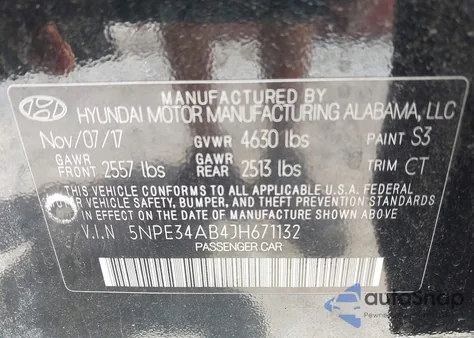 MANUFACTURED BY
HYUNDAI MOTOR MANUFACTURING ALABAMA, LLC
Nov/07/17 GVWR 4630 lbs PAINT S3
GAWR FRONT 2557 lbs GAWR REAR 2513 lbs TRIM CT
THIS VEHICLE CONFORMS TO ALL APPLICABLE U.S.A. FEDERAL
MOTOR VEHICLE SAFETY, BUMPER, AND THEFT PREVENTION STANDARDS
IN EFFECT ON THE DATE OF MANUFACTURE SHOWN ABOVE.
V.I.N 5NPE34AB4JH671132
PASSENGER CAR
autoSnap
Powered